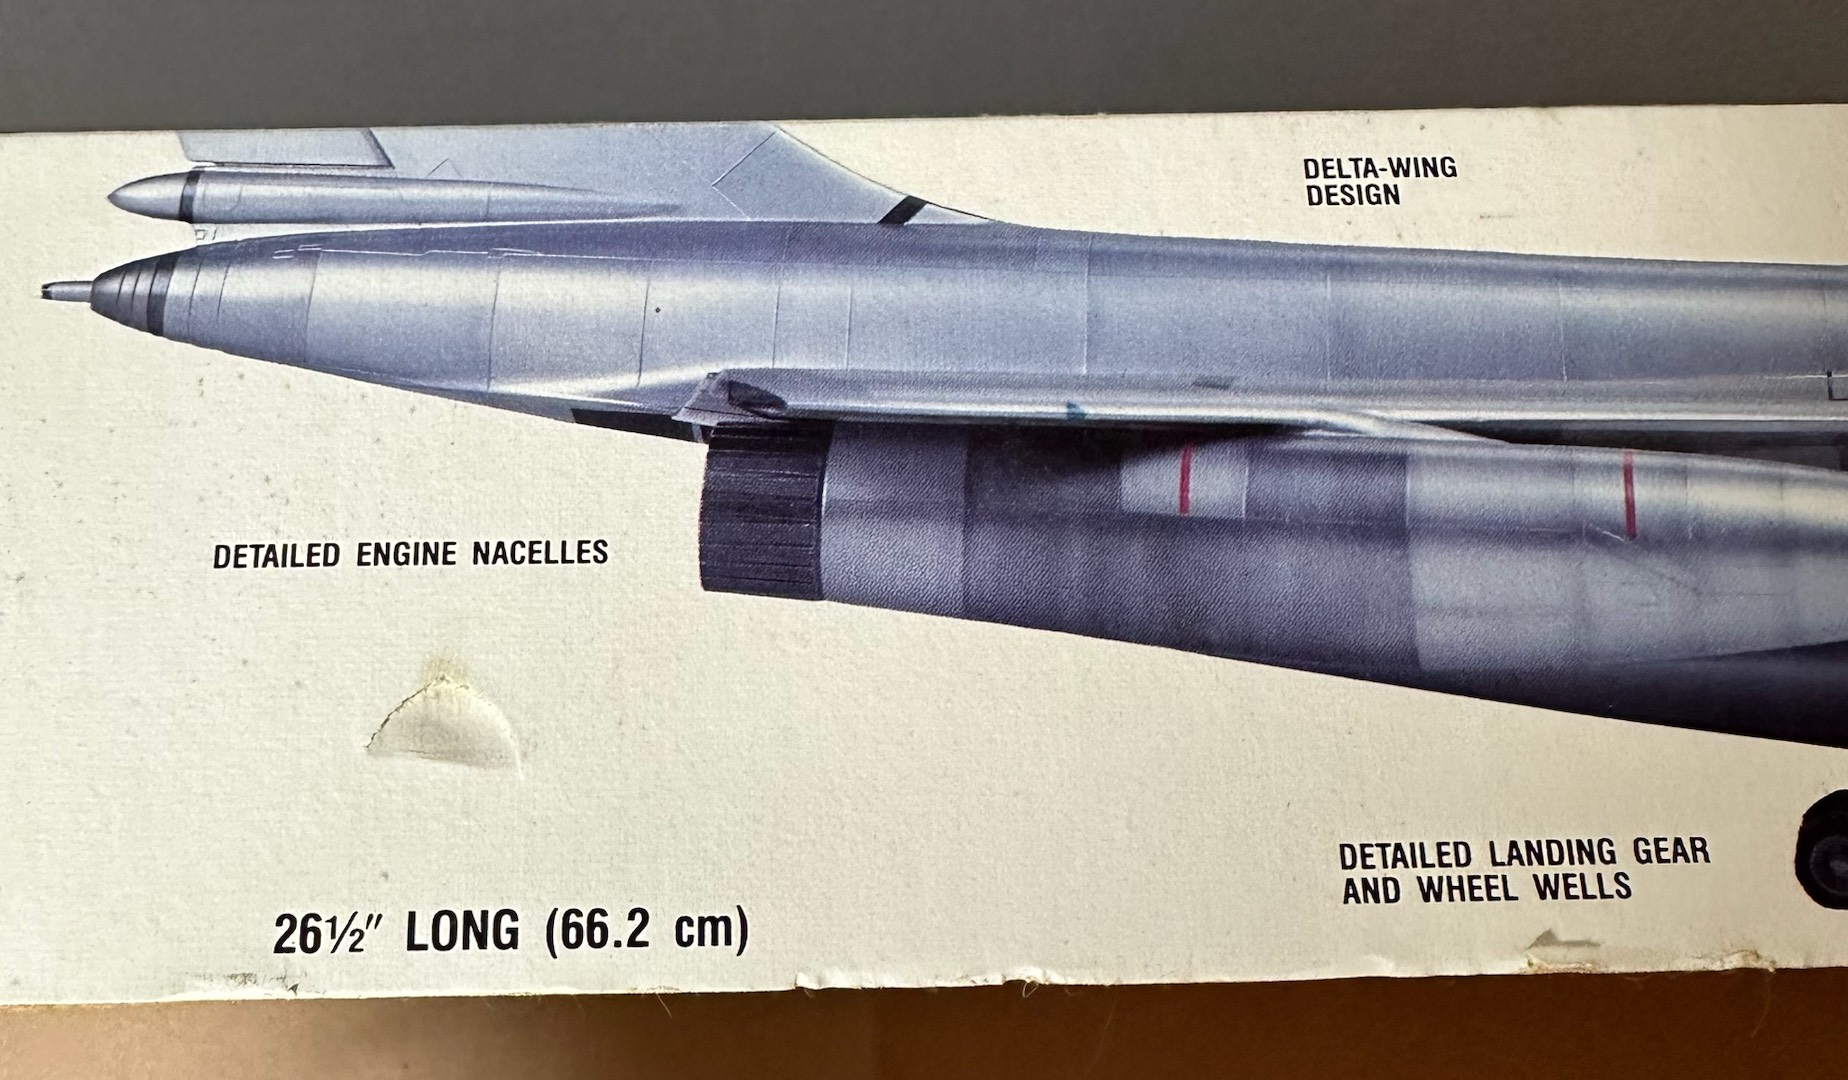 DELTA-WING
DESIGN
DETAILED ENGINE NACELLES
DETAILED LANDING GEAR
AND WHEEL WELLS
26½" LONG (66.2 cm)